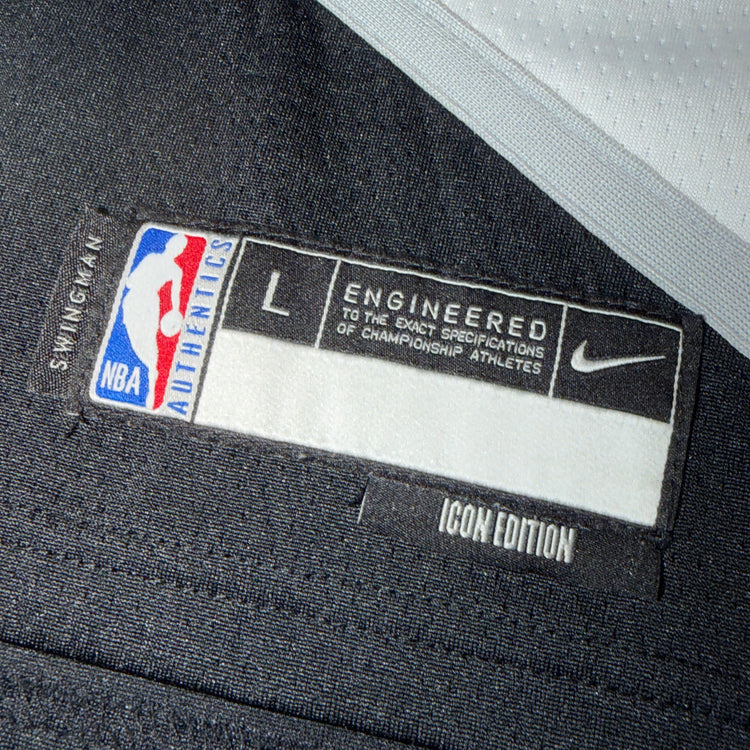 SWINGMAN
NBA
AUTHENTICS
L
ENGINEERED
TO THE EXACT SPECIFICATIONS
OF CHAMPIONSHIP ATHLETES
ICON EDITION